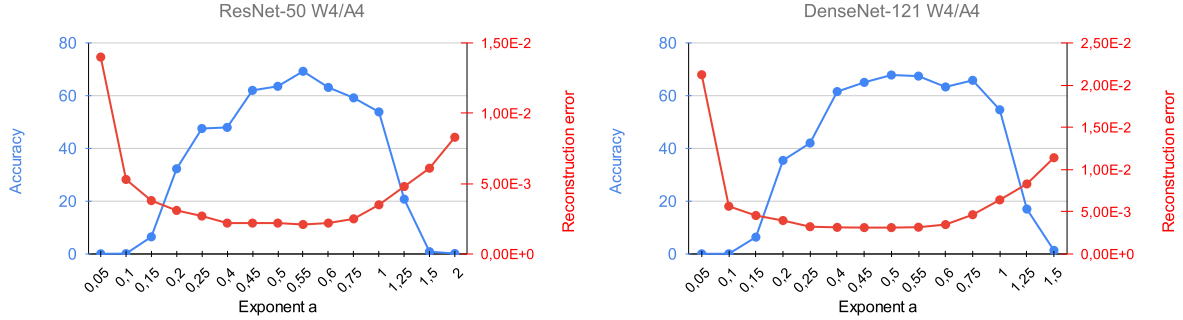 ResNet-50 W4/A4
80
60
40
20
0
Accuracy
1,50E-2
1,00E-2
5,00E-3
0,00E+0
Reconstruction error
0,05 0,1 0,15 0,2 0,25 0,4 0,45 0,5 0,55 0,6 0,75 1 1,25 1,5 2
Exponent a
DenseNet-121 W4/A4
80
60
40
20
0
Accuracy
2,50E-2
2,00E-2
1,50E-2
1,00E-2
5,00E-3
0,00E+0
Reconstruction error
0,05 0,1 0,15 0,2 0,25 0,4 0,45 0,5 0,55 0,6 0,75 1 1,25 1,5
Exponent a